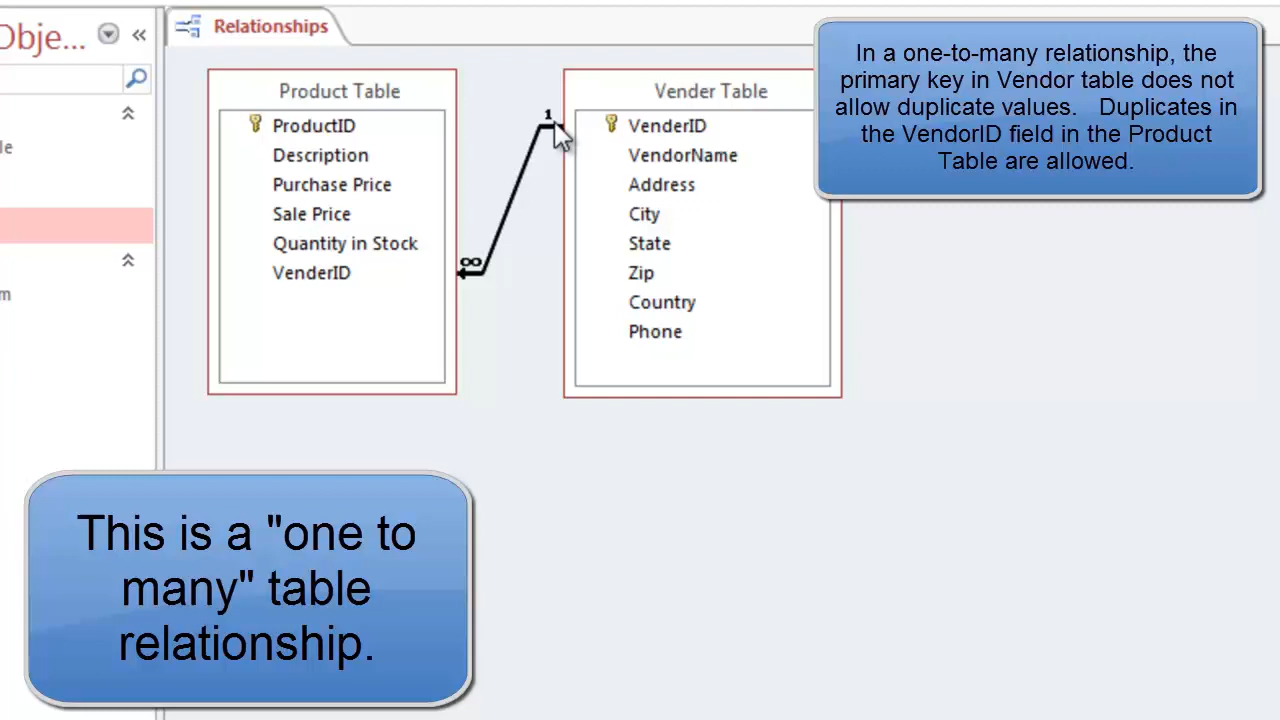 Obje...
Relationships
le
m
Product Table
ProductID
Description
Purchase Price
Sale Price
Quantity in Stock
VenderID
∞
1
Vender Table
VenderID
VendorName
Address
City
State
Zip
Country
Phone
In a one-to-many relationship, the
primary key in Vendor table does not
allow duplicate values. Duplicates in
the VendorID field in the Product
Table are allowed.
This is a "one to
many" table
relationship.